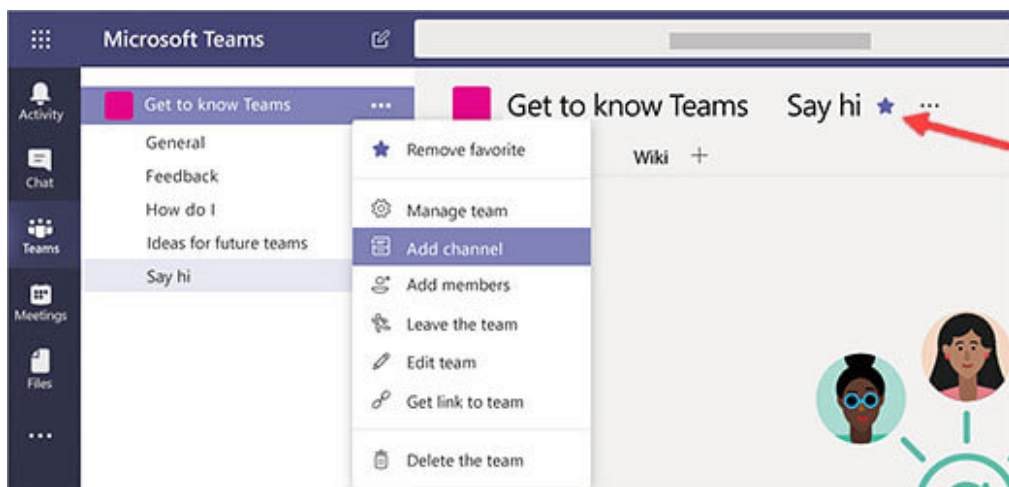 Microsoft Teams
Activity
Chat
Teams
Meetings
Files
Get to know Teams
General
Feedback
How do I
Ideas for future teams
Say hi
Remove favorite
Manage team
Add channel
Add members
Leave the team
Edit team
Get link to team
Delete the team
Get to know Teams Say hi
Wiki